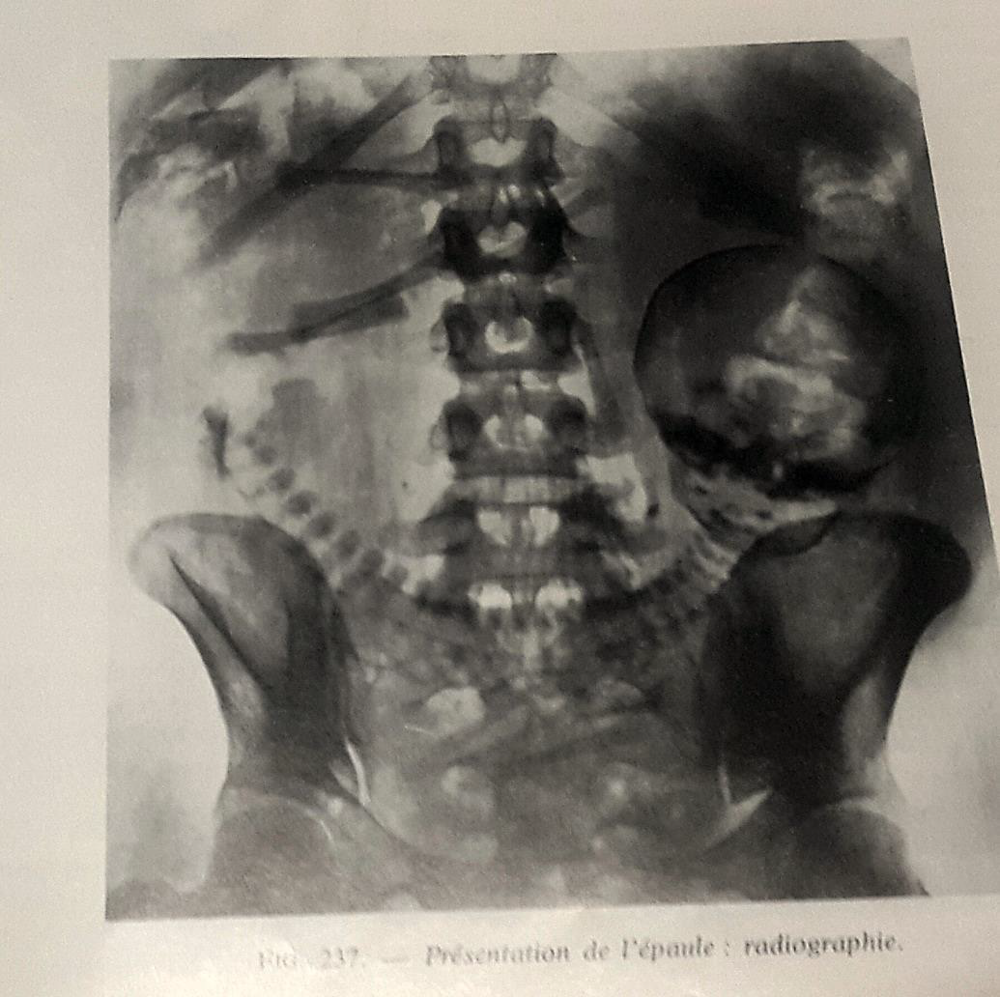 FIG. 237. — Présentation de l'épaule : radiographie.